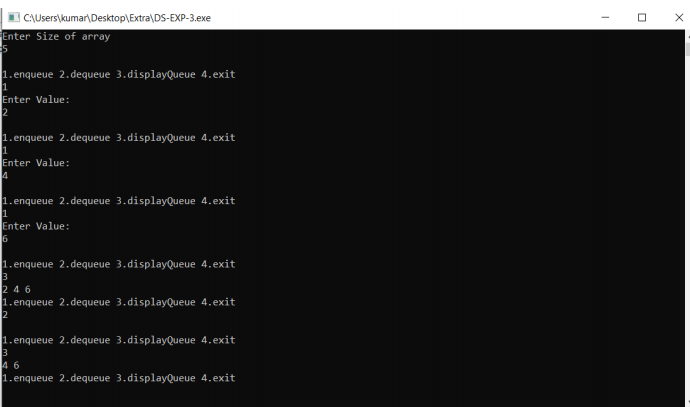 C:\Users\kumar\Desktop\Extra\DS-EXP-3.exe
Enter Size of array
5
1.enqueue 2.dequeue 3.displayQueue 4.exit
1
Enter Value:
2
1.enqueue 2.dequeue 3.displayQueue 4.exit
1
Enter Value:
4
1.enqueue 2.dequeue 3.displayQueue 4.exit
1
Enter Value:
6
1.enqueue 2.dequeue 3.displayQueue 4.exit
3
2 4 6
1.enqueue 2.dequeue 3.displayQueue 4.exit
2
1.enqueue 2.dequeue 3.displayQueue 4.exit
3
4 6
1.enqueue 2.dequeue 3.displayQueue 4.exit